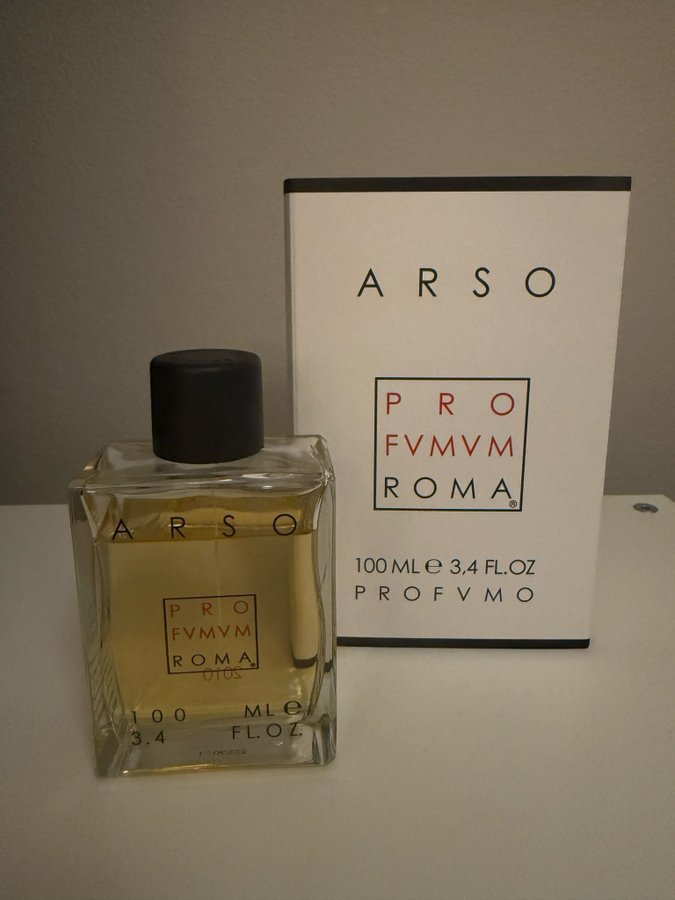 ARSO
PRO
FVMVM
ROMA®
100 ML e 3,4 FL.OZ
PROFVMO
ARSO
PRO
FVMVM
ROMA®
2010
100 ML e
3.4 FL.OZ.